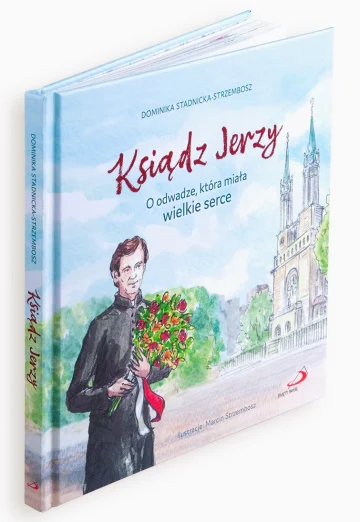 DOMINIKA STADNICKA-STRZEMBOSZ
Ksiądz Jerzy
O odwadze, która miała
wielkie serce
ilustracje: Marcin Strzembosz
DOMINIKA STADNICKA-STRZEMBOSZ
Ksiądz Jerzy